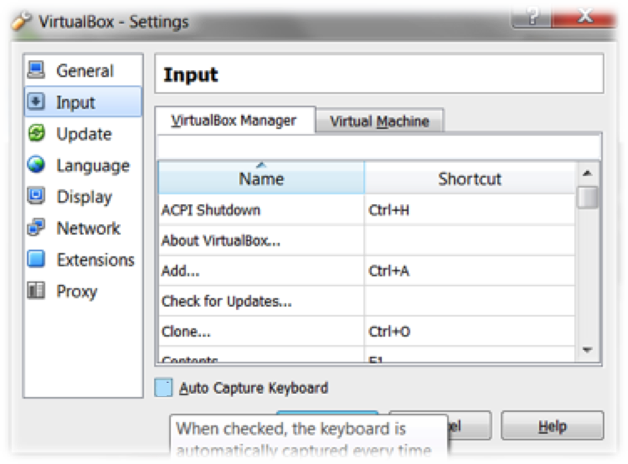 VirtualBox - Settings
General
Input
Update
Language
Display
Network
Extensions
Proxy
Input
VirtualBox Manager Virtual Machine
Name Shortcut
ACPI Shutdown Ctrl+H
About VirtualBox...
Add... Ctrl+A
Check for Updates...
Clone... Ctrl+O
Contents F1
Auto Capture Keyboard
Help
When checked, the keyboard is
automatically captured every time